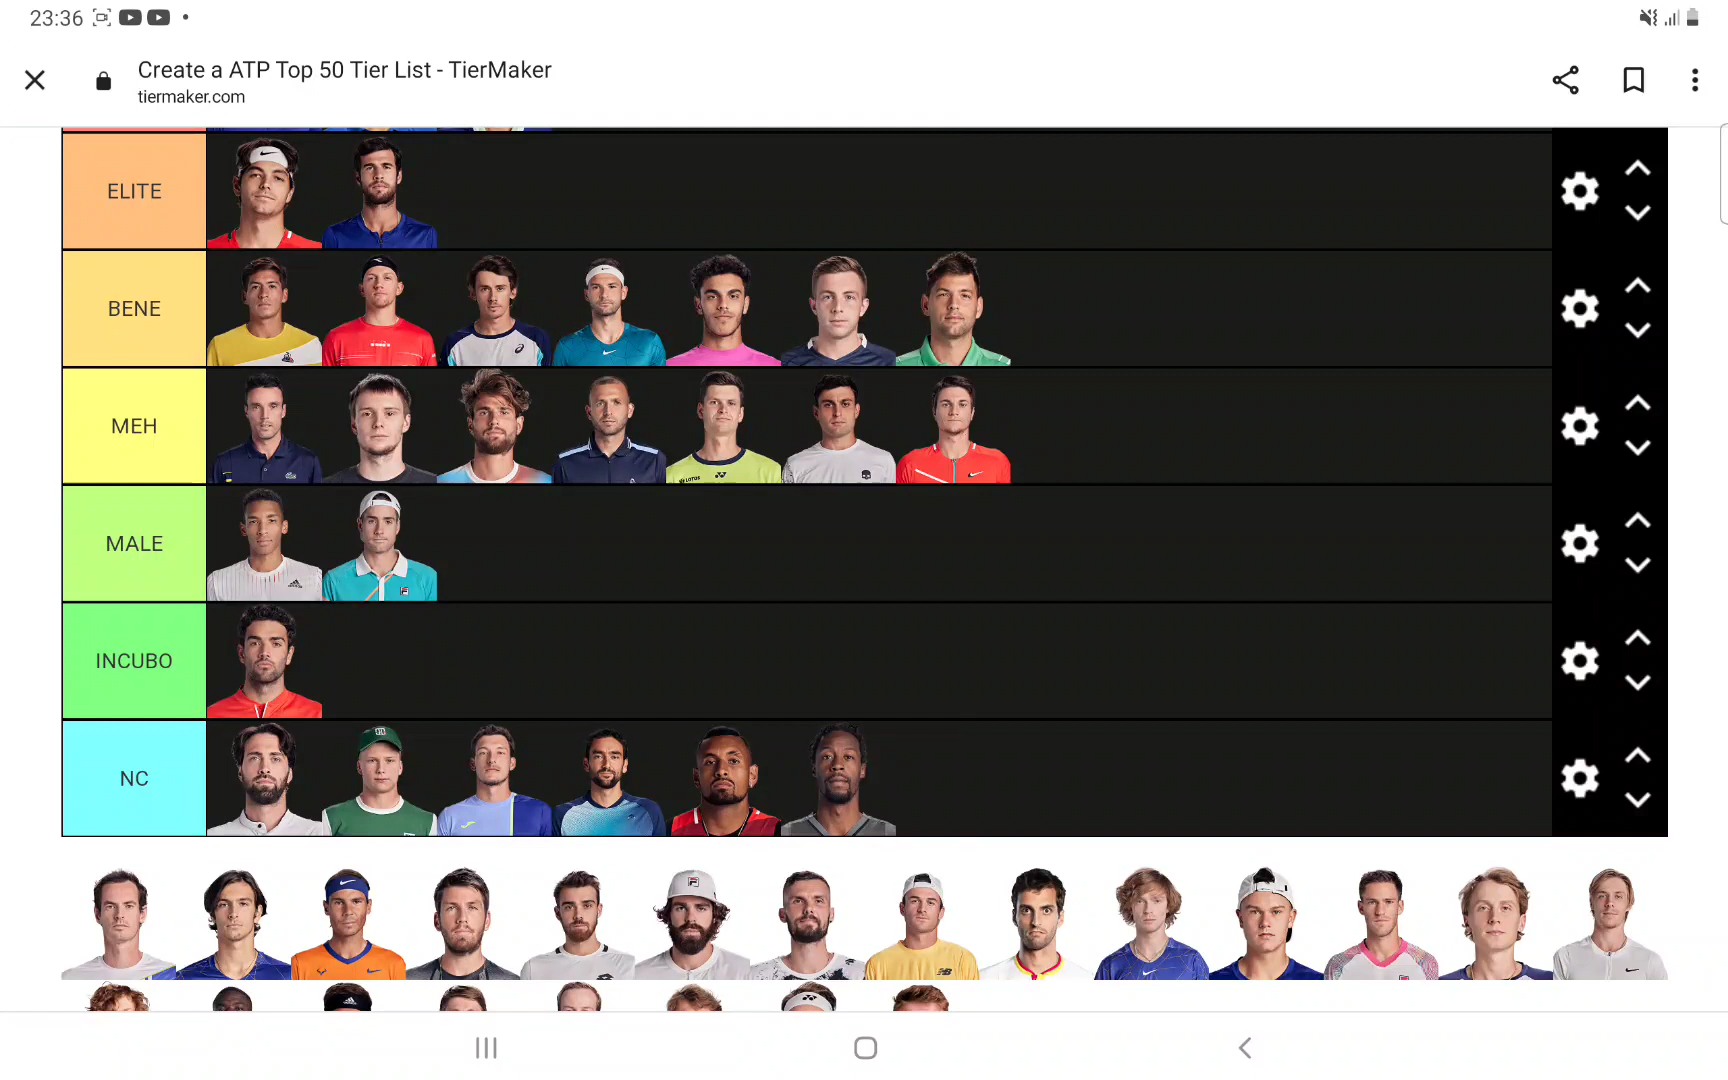 23:36
Create a ATP Top 50 Tier List - TierMaker
tiermaker.com
ELITE
BENE
MEH
MALE
INCUBO
NC